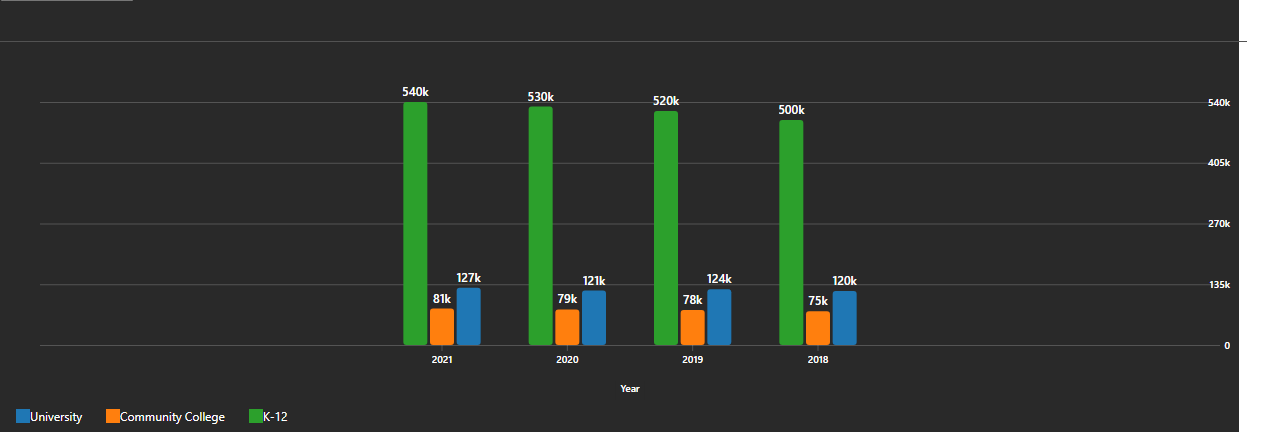 540k
530k
520k
500k
540k
405k
270k
127k
121k
124k
120k
135k
81k
79k
78k
75k
0
2021
2020
2019
2018
Year
University
Community College
K-12